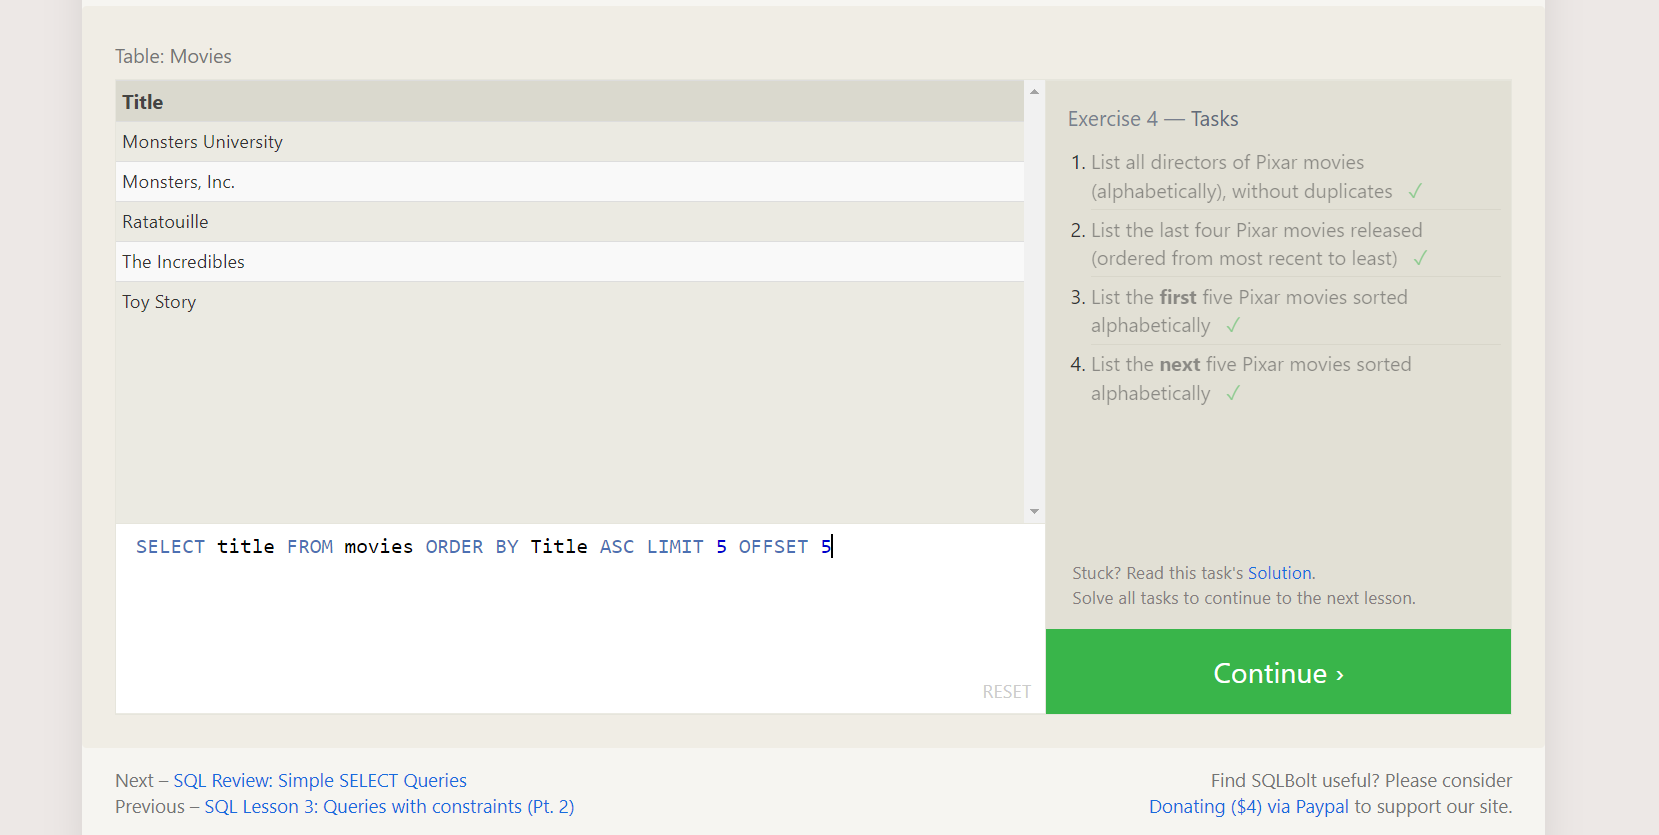 Table: Movies
Title
Monsters University
Monsters, Inc.
Ratatouille
The Incredibles
Toy Story
SELECT title FROM movies ORDER BY Title ASC LIMIT 5 OFFSET 5
RESET
Exercise 4 — Tasks
1. List all directors of Pixar movies
(alphabetically), without duplicates ✓
2. List the last four Pixar movies released
(ordered from most recent to least) ✓
3. List the first five Pixar movies sorted
alphabetically ✓
4. List the next five Pixar movies sorted
alphabetically ✓
Stuck? Read this task's Solution.
Solve all tasks to continue to the next lesson.
Continue ›
Next – SQL Review: Simple SELECT Queries
Previous – SQL Lesson 3: Queries with constraints (Pt. 2)
Find SQLBolt useful? Please consider
Donating ($4) via Paypal to support our site.